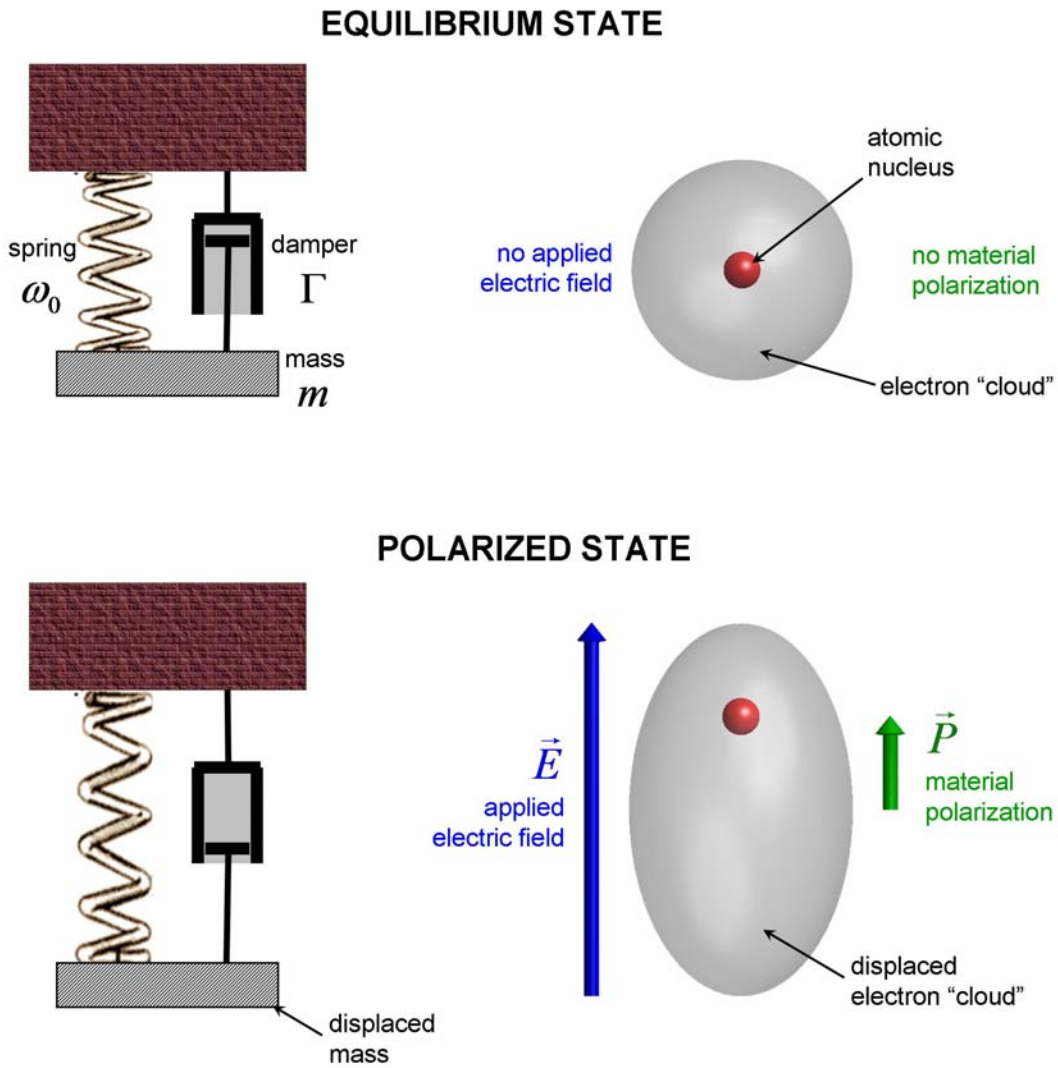 EQUILIBRIUM STATE
spring
ω₀
damper
Γ
mass
m
no applied
electric field
atomic
nucleus
no material
polarization
electron “cloud”
POLARIZED STATE
displaced
mass
E⃗
applied
electric field
P⃗
material
polarization
displaced
electron “cloud”